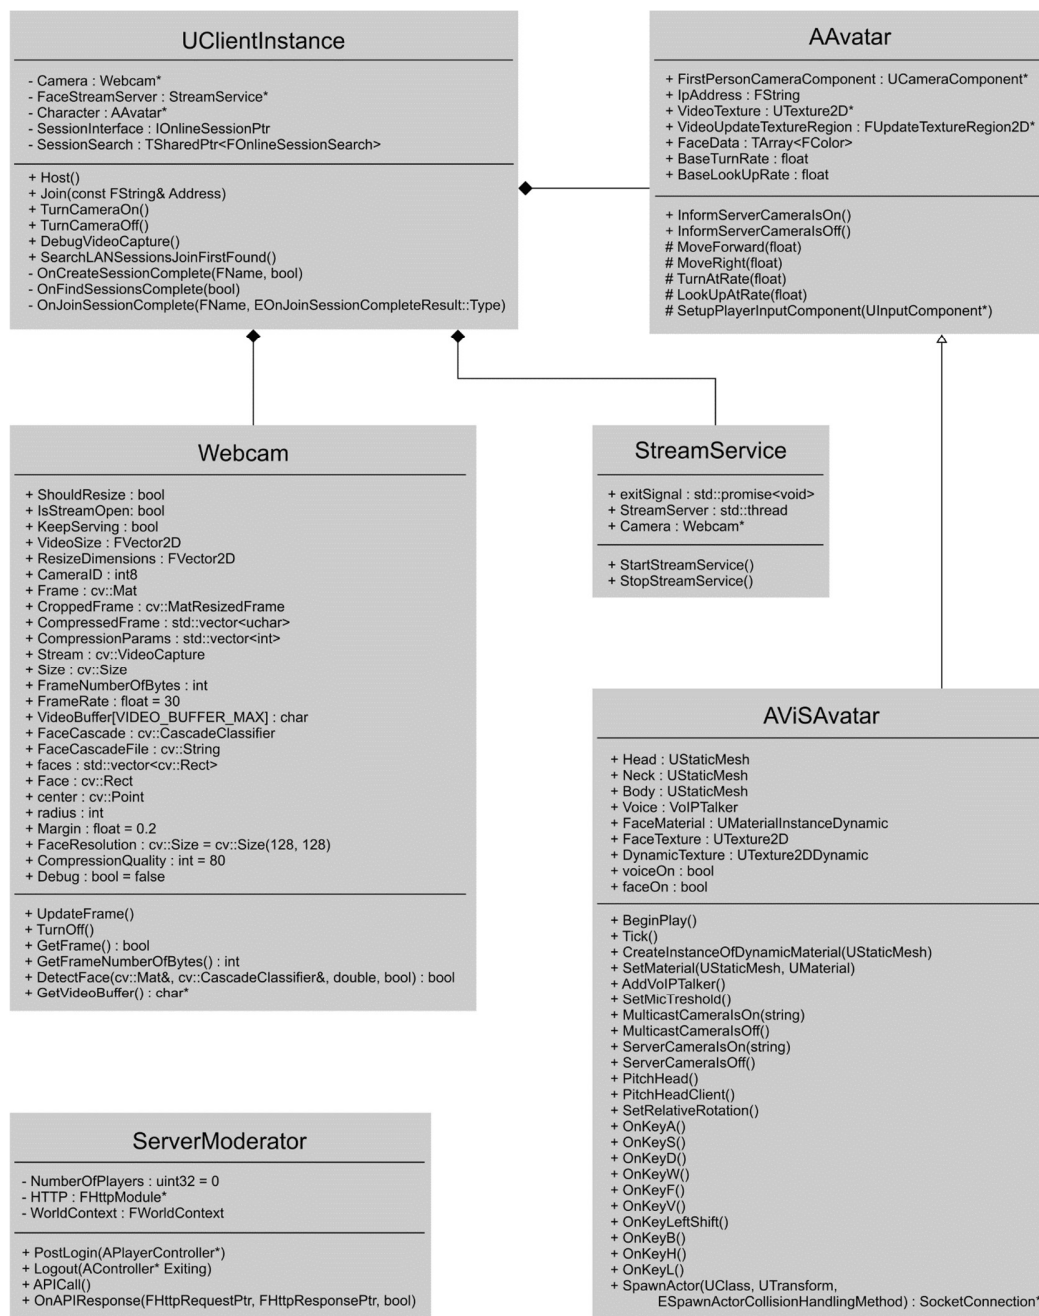 UClientInstance
- Camera : Webcam*
- FaceStreamServer : StreamService*
- Character : AAvatar*
- SessionInterface : IOnlineSessionPtr
- SessionSearch : TSharedPtr<FOnlineSessionSearch>
+ Host()
+ Join(const FString& Address)
+ TurnCameraOn()
+ TurnCameraOff()
+ DebugVideoCapture()
+ SearchLANSessionsJoinFirstFound()
- OnCreateSessionComplete(FName, bool)
- OnFindSessionsComplete(bool)
- OnJoinSessionComplete(FName, EOnJoinSessionCompleteResult::Type)
AAvatar
+ FirstPersonCameraComponent : UCameraComponent*
+ IpAddress : FString
+ VideoTexture : UTexture2D*
+ VideoUpdateTextureRegion : FUpdateTextureRegion2D*
+ FaceData : TArray<FColor>
+ BaseTurnRate : float
+ BaseLookUpRate : float
+ InformServerCameraIsOn()
+ InformServerCameraIsOff()
# MoveForward(float)
# MoveRight(float)
# TurnAtRate(float)
# LookUpAtRate(float)
# SetupPlayerInputComponent(UInputComponent*)
Webcam
+ ShouldResize : bool
+ IsStreamOpen: bool
+ KeepServing : bool
+ VideoSize : FVector2D
+ ResizeDimensions : FVector2D
+ CameraID : int8
+ Frame : cv::Mat
+ CroppedFrame : cv::MatResizedFrame
+ CompressedFrame : std::vector<uchar>
+ CompressionParams : std::vector<int>
+ Stream : cv::VideoCapture
+ Size : cv::Size
+ FrameNumberOfBytes : int
+ FrameRate : float = 30
+ VideoBuffer[VIDEO_BUFFER_MAX] : char
+ FaceCascade : cv::CascadeClassifier
+ FaceCascadeFile : cv::String
+ faces : std::vector<cv::Rect>
+ Face : cv::Rect
+ center : cv::Point
+ radius : int
+ Margin : float = 0.2
+ FaceResolution : cv::Size = cv::Size(128, 128)
+ CompressionQuality : int = 80
+ Debug : bool = false
+ UpdateFrame()
+ TurnOff()
+ GetFrame() : bool
+ GetFrameNumberOfBytes() : int
+ DetectFace(cv::Mat&, cv::CascadeClassifier&, double, bool) : bool
+ GetVideoBuffer() : char*
StreamService
+ exitSignal : std::promise<void>
+ StreamServer : std::thread
+ Camera : Webcam*
+ StartStreamService()
+ StopStreamService()
AViSAvatar
+ Head : UStaticMesh
+ Neck : UStaticMesh
+ Body : UStaticMesh
+ Voice : VoIPTalker
+ FaceMaterial : UMaterialInstanceDynamic
+ FaceTexture : UTexture2D
+ DynamicTexture : UTexture2DDynamic
+ voiceOn : bool
+ faceOn : bool
+ BeginPlay()
+ Tick()
+ CreateInstanceOfDynamicMaterial(UStaticMesh)
+ SetMaterial(UStaticMesh, UMaterial)
+ AddVoIPTalker()
+ SetMicTreshold()
+ MulticastCameraIsOn(string)
+ MulticastCameraIsOff()
+ ServerCameraIsOn(string)
+ ServerCameraIsOff()
+ PitchHead()
+ PitchHeadClient()
+ SetRelativeRotation()
+ OnKeyA()
+ OnKeyS()
+ OnKeyD()
+ OnKeyW()
+ OnKeyF()
+ OnKeyV()
+ OnKeyLeftShift()
+ OnKeyB()
+ OnKeyH()
+ OnKeyL()
+ SpawnActor(UClass, UTransform,
ESpawnActorCollisionHandlingMethod) : SocketConnection*
ServerModerator
- NumberOfPlayers : uint32 = 0
- HTTP : FHttpModule*
- WorldContext : FWorldContext
+ PostLogin(APlayerController*)
+ Logout(AController* Exiting)
+ APICall()
+ OnAPIResponse(FHttpRequestPtr, FHttpResponsePtr, bool)